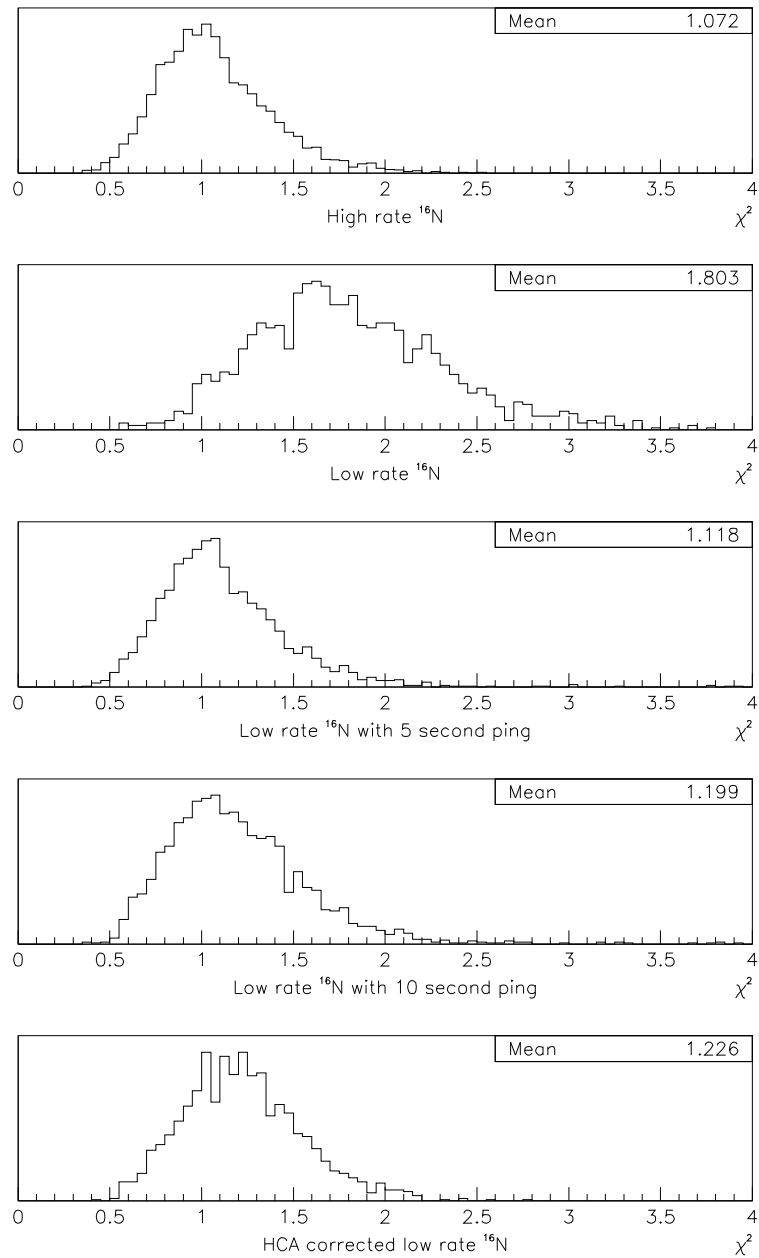 Mean 1.072
0 0.5 1 1.5 2 2.5 3 3.5 4
High rate ¹⁶N χ²
Mean 1.803
0 0.5 1 1.5 2 2.5 3 3.5 4
Low rate ¹⁶N χ²
Mean 1.118
0 0.5 1 1.5 2 2.5 3 3.5 4
Low rate ¹⁶N with 5 second ping χ²
Mean 1.199
0 0.5 1 1.5 2 2.5 3 3.5 4
Low rate ¹⁶N with 10 second ping χ²
Mean 1.226
0 0.5 1 1.5 2 2.5 3 3.5 4
HCA corrected low rate ¹⁶N χ²